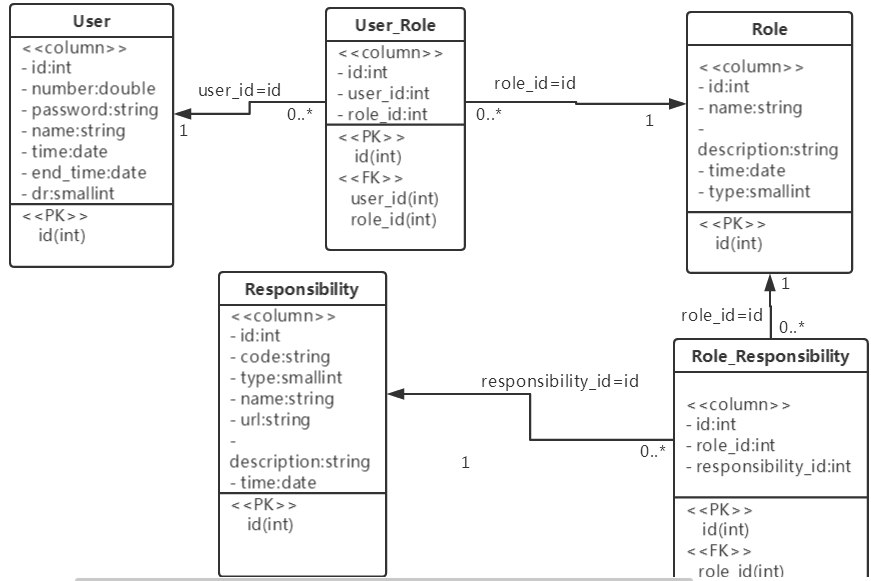 User
<<column>>
- id:int
- number:double
- password:string
- name:string
- time:date
- end_time:date
- dr:smallint
<<PK>>
id(int)
user_id=id
1
0..*
User_Role
<<column>>
- id:int
- user_id:int
- role_id:int
<<PK>>
id(int)
<<FK>>
user_id(int)
role_id(int)
role_id=id
0..*
1
Role
<<column>>
- id:int
- name:string
-
description:string
- time:date
- type:smallint
<<PK>>
id(int)
1
role_id=id
0..*
Responsibility
<<column>>
- id:int
- code:string
- type:smallint
- name:string
- url:string
-
description:string
- time:date
<<PK>>
id(int)
responsibility_id=id
1
0..*
Role_Responsibility
<<column>>
- id:int
- role_id:int
- responsibility_id:int
<<PK>>
id(int)
<<FK>>
role_id(int)